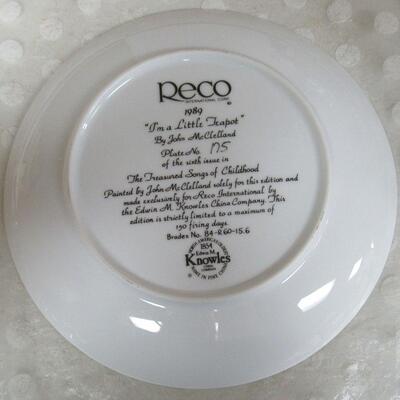 Reco
INTERNATIONAL CORP.
1989
"I'm a Little Teapot"
By John McClelland
Plate No. 175
of the sixth issue in
The Treasured Songs of Childhood
Painted by John McClelland solely for this edition and
made exclusively for Reco International by
the Edwin M. Knowles China Company. This
edition is strictly limited to a maximum of
150 firing days.
Bradex No. 84-R60-15.6
1854
Edwin M.
Knowles